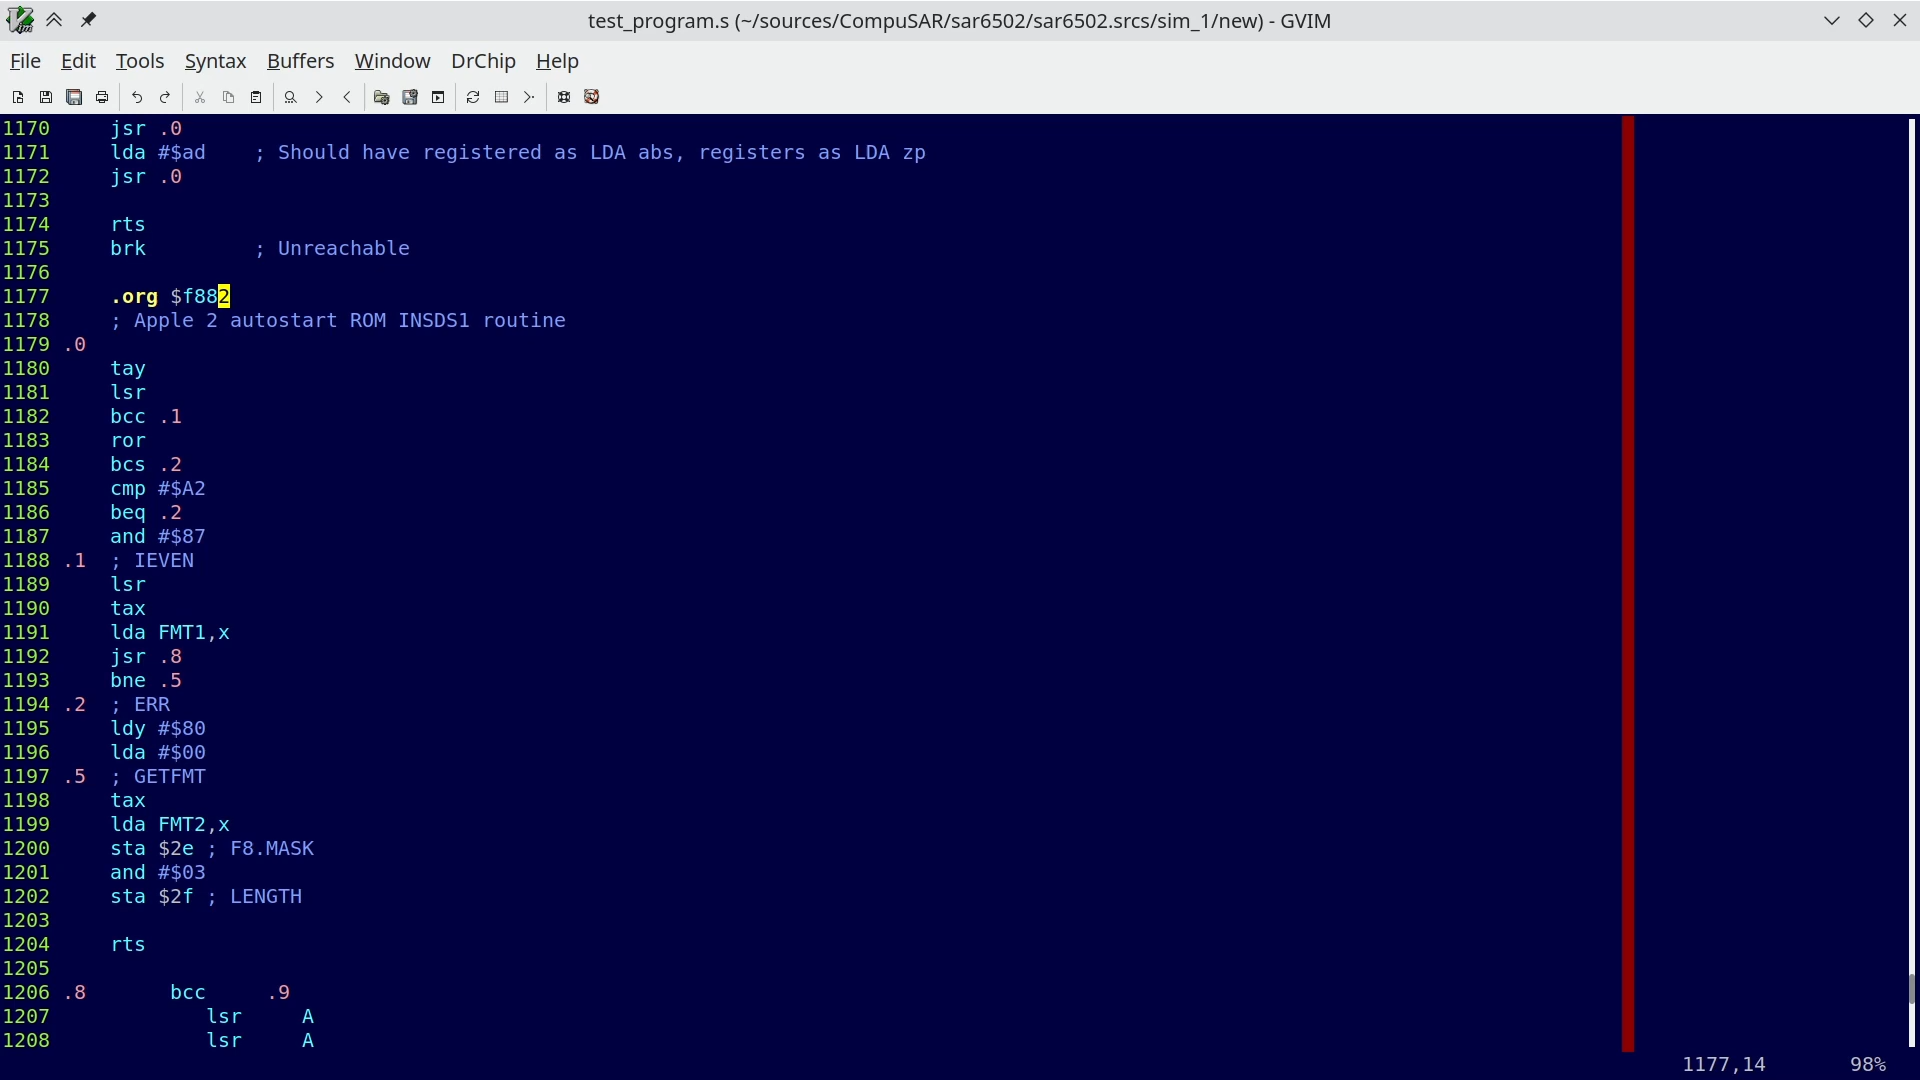 test_program.s (~/sources/CompuSAR/sar6502/sar6502.srcs/sim_1/new) - GVIM
File Edit Tools Syntax Buffers Window DrChip Help
1170     jsr .0
1171     lda #$ad    ; Should have registered as LDA abs, registers as LDA zp
1172     jsr .0
1173
1174     rts
1175     brk         ; Unreachable
1176
1177     .org $f882
1178     ; Apple 2 autostart ROM INSDS1 routine
1179 .0
1180     tay
1181     lsr
1182     bcc .1
1183     ror
1184     bcs .2
1185     cmp #$A2
1186     beq .2
1187     and #$87
1188 .1  ; IEVEN
1189     lsr
1190     tax
1191     lda FMT1,x
1192     jsr .8
1193     bne .5
1194 .2  ; ERR
1195     ldy #$80
1196     lda #$00
1197 .5  ; GETFMT
1198     tax
1199     lda FMT2,x
1200     sta $2e ; F8.MASK
1201     and #$03
1202     sta $2f ; LENGTH
1203
1204     rts
1205
1206 .8       bcc     .9
1207             lsr     A
1208             lsr     A
1177,14 98%